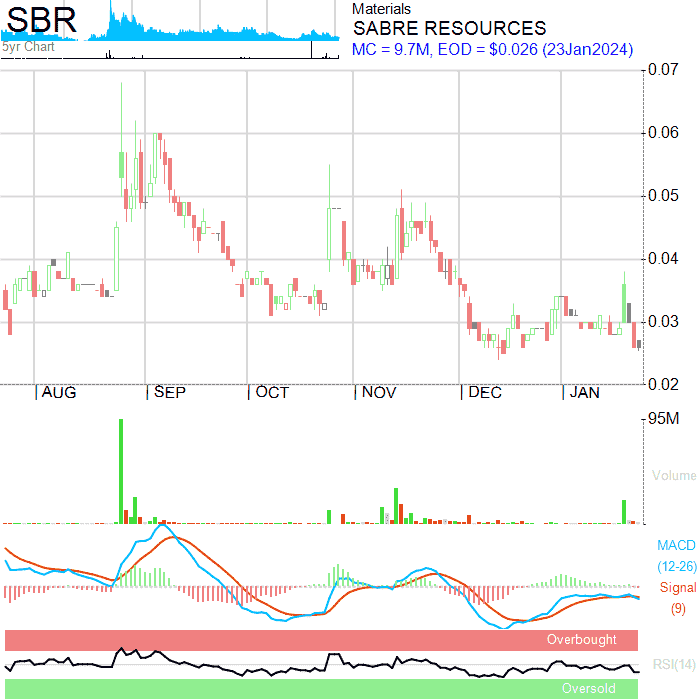 SBR
5yr Chart
Materials
SABRE RESOURCES
MC = 9.7M, EOD = $0.026 (23Jan2024)
0.07
0.06
0.05
0.04
0.03
0.02
AUG SEP OCT NOV DEC JAN
95M
Volume
MACD
(12-26)
Signal
(9)
Overbought
RSI(14)
Oversold